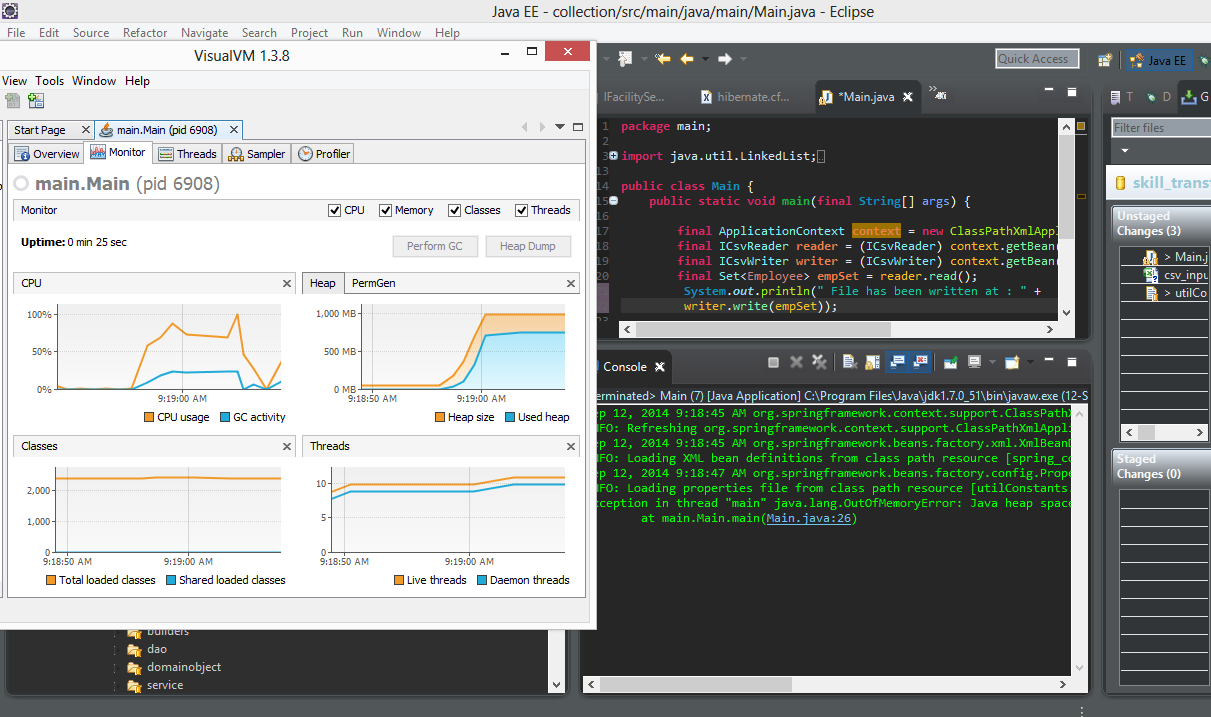 Java EE - collection/src/main/java/main/Main.java - Eclipse
File Edit Source Refactor Navigate Search Project Run Window Help
VisualVM 1.3.8
View Tools Window Help
Start Page main.Main (pid 6908)
Overview Monitor Threads Sampler Profiler
main.Main (pid 6908)
Monitor CPU Memory Classes Threads
Uptime: 0 min 25 sec
Perform GC Heap Dump
CPU
100%
50%
0%
9:19:00 AM
CPU usage GC activity
Heap PermGen
1,000 MB
500 MB
0 MB
9:18:50 AM 9:19:00 AM
Heap size Used heap
Classes
2,000
1,000
0
9:18:50 AM 9:19:00 AM
Total loaded classes Shared loaded classes
Threads
10
5
0
9:18:50 AM 9:19:00 AM
Live threads Daemon threads
builders
dao
domainobject
service
Quick Access
Java EE
IFacilitySe... hibernate.cf... *Main.java
1 package main;
2
3 import java.util.LinkedList;
13
14 public class Main {
15 public static void main(final String[] args) {
16
17 final ApplicationContext context = new ClassPathXmlAppl
18 final ICsvReader reader = (ICsvReader) context.getBean(
19 final ICsvWriter writer = (ICsvWriter) context.getBean(
20 final Set<Employee> empSet = reader.read();
System.out.println(" File has been written at : " +
writer.write(empSet));
Console
erminated> Main (7) [Java Application] C:\Program Files\Java\jdk1.7.0_51\bin\javaw.exe (12-S
ep 12, 2014 9:18:45 AM org.springframework.context.support.ClassPathX
NFO: Refreshing org.springframework.context.support.ClassPathXmlAppli
ep 12, 2014 9:18:45 AM org.springframework.beans.factory.xml.XmlBeanD
NFO: Loading XML bean definitions from class path resource [spring_co
ep 12, 2014 9:18:47 AM org.springframework.beans.factory.config.Prope
NFO: Loading properties file from class path resource [utilConstants.
xception in thread "main" java.lang.OutOfMemoryError: Java heap space
at main.Main.main(Main.java:26)
T D G
Filter files
skill_transf
Unstaged
Changes (3)
> Main.j
csv_inpu
> utilCo
Staged
Changes (0)